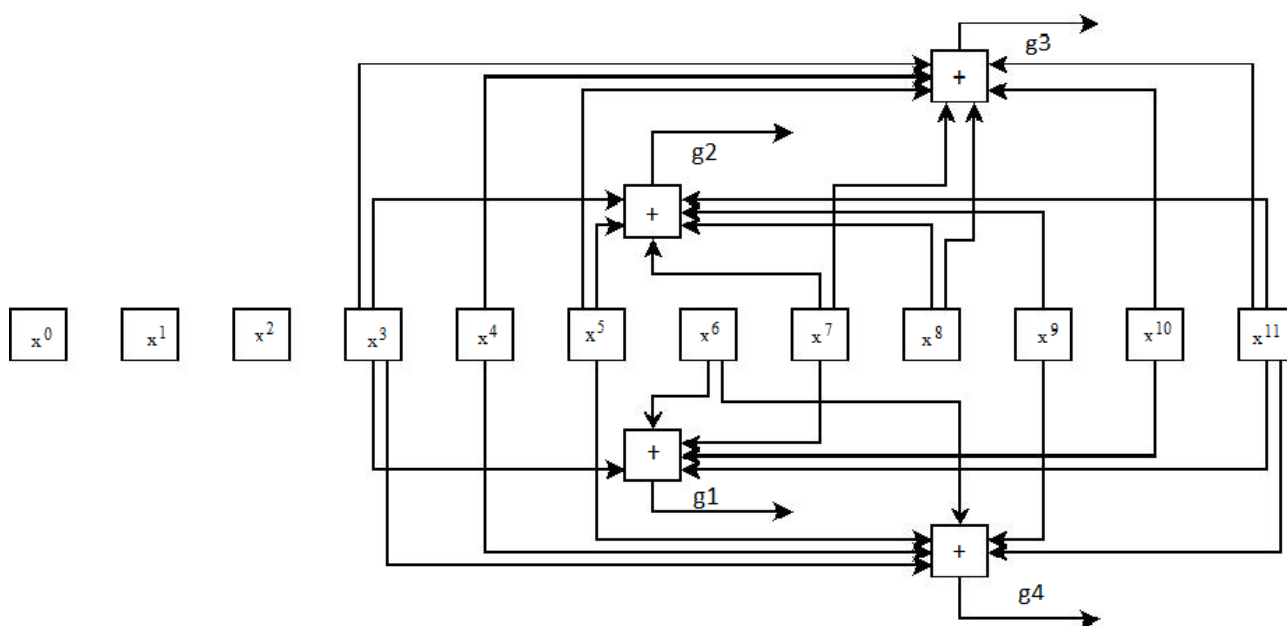 g3
+
g2
+
x⁰ x¹ x² x³ x⁴ x⁵ x⁶ x⁷ x⁸ x⁹ x¹⁰ x¹¹
+
g1
+
g4